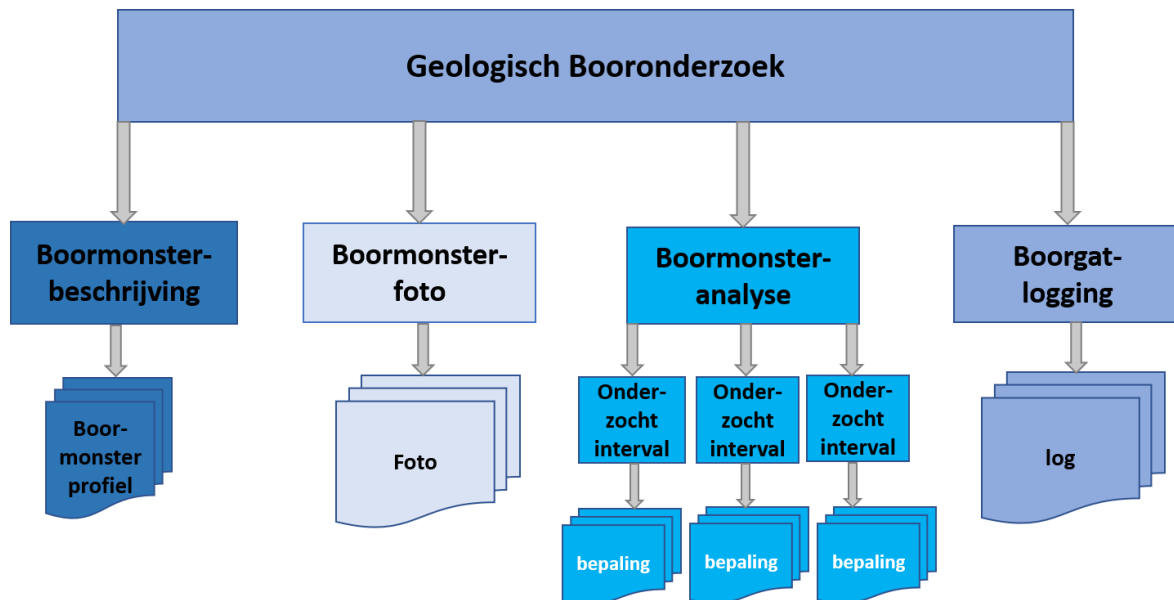 Geologisch Booronderzoek
Boormonster-
beschrijving
Boormonster-
foto
Boormonster-
analyse
Boorgat-
logging
Boor-
monster
profiel
Foto
Onder-
zocht
interval
Onder-
zocht
interval
Onder-
zocht
interval
log
bepaling
bepaling
bepaling